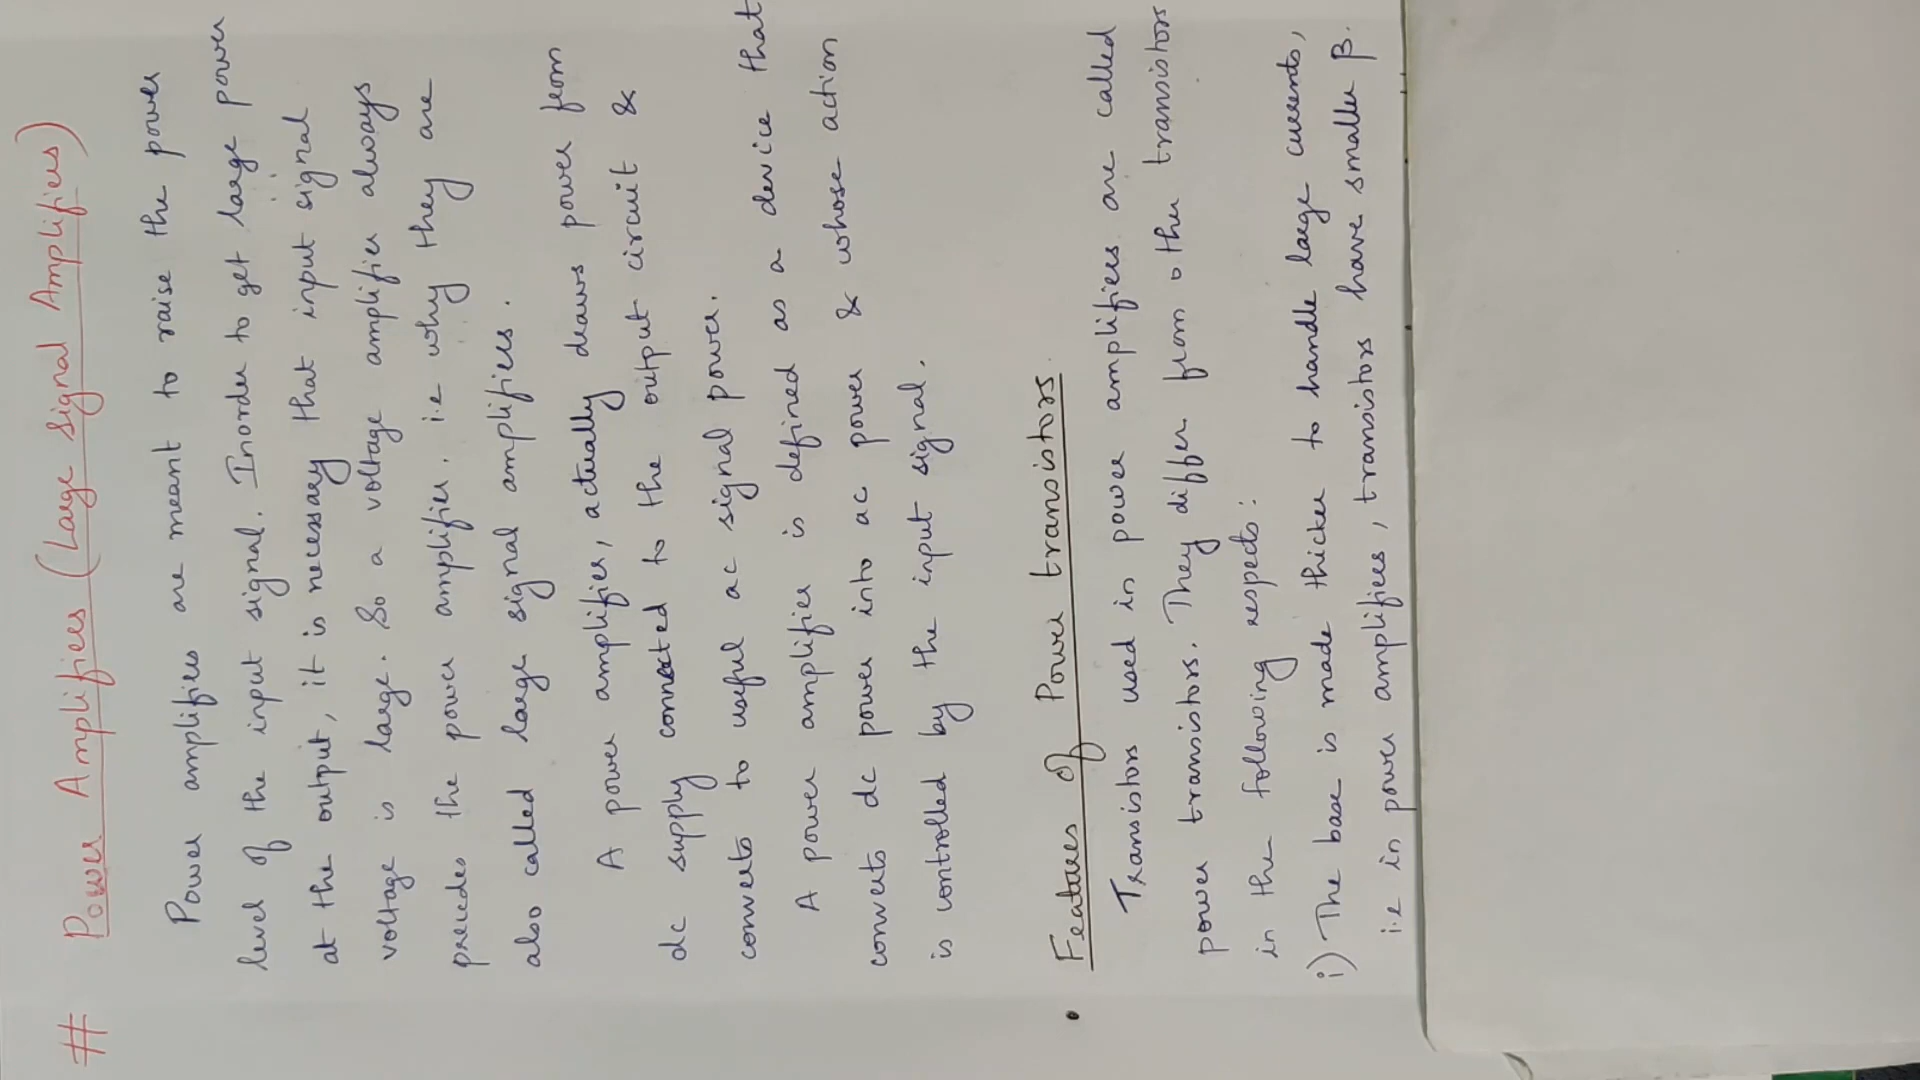 # Power Amplifiers (Large Signal Amplifiers)
Power amplifies are meant to raise the power
level of the input signal. Inorder to get large power
at the output, it is necessary that input signal
voltage is large. So a voltage amplifier always
precedes the power amplifier. i.e why they are
also called large signal amplifiers.
A power amplifier, actually draws power from
dc supply connected to the output circuit &
converts to useful ac signal power.
A power amplifier is defined as a device that
converts dc power into ac power & whose action
is controlled by the input signal.
• Features of Power transistors
Transistors used in power amplifiers are called
power transistors. They differ from other transistors
in the following respects:
i) The base is made thicker to handle large currents,
i.e in power amplifiers, transistors have smaller β.